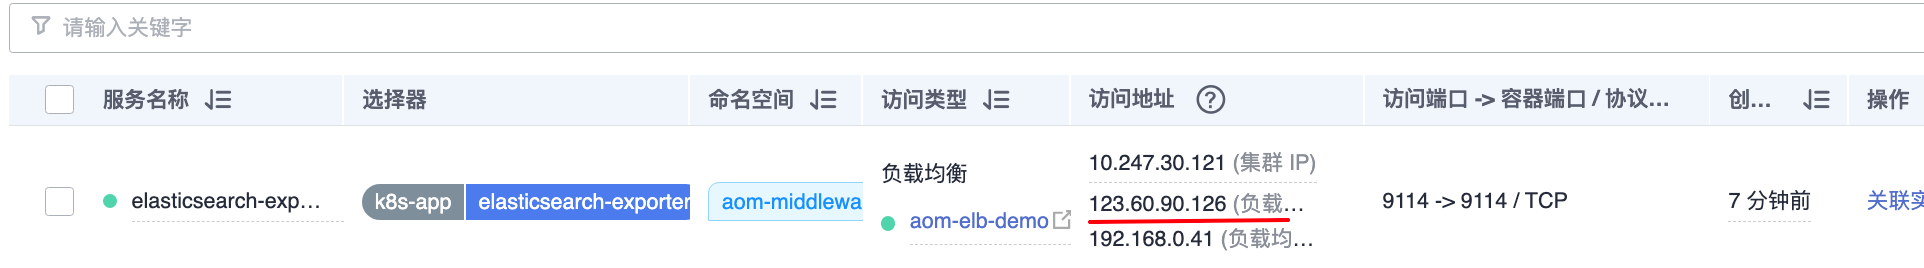 请输入关键字
服务名称 选择器 命名空间 访问类型 访问地址 ? 访问端口 -> 容器端口 / 协议... 创... 操作
elasticsearch-exp... k8s-app elasticsearch-exporter aom-middlewa
负载均衡
aom-elb-demo
10.247.30.121 (集群 IP)
123.60.90.126 (负载...
192.168.0.41 (负载均...
9114 -> 9114 / TCP
7 分钟前
关联实